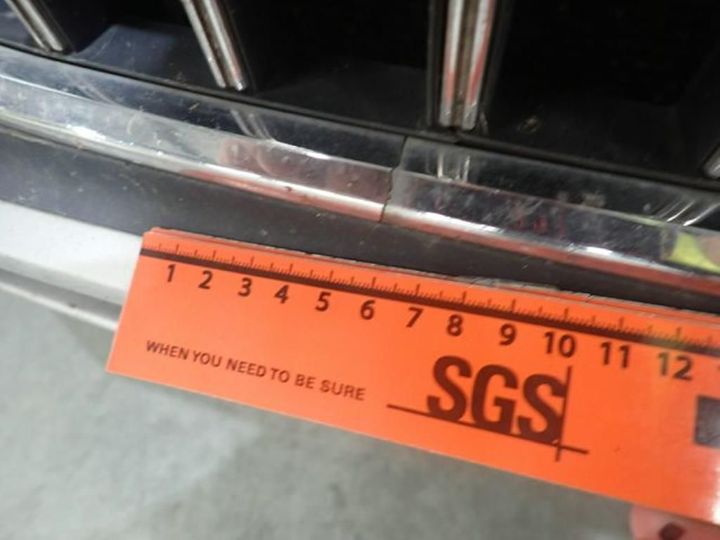 1 2 3 4 5 6 7 8 9 10 11 12
WHEN YOU NEED TO BE SURE
SGS